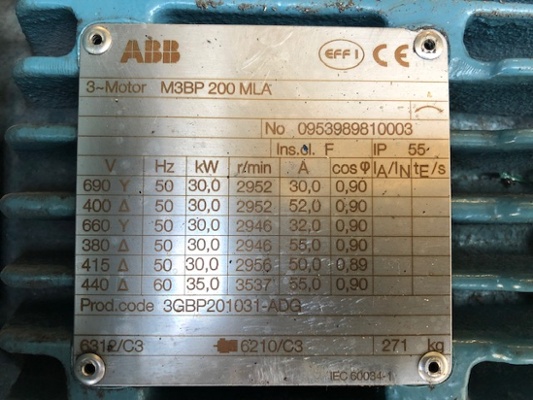 ABB EFF1 CE
3~Motor M3BP 200 MLA
No 0953989810003
Ins.cl. F IP 55
V Hz kW r/min A cos φ IA/IN tE/s
690 Y 50 30,0 2952 30,0 0,90
400 Δ 50 30,0 2952 52,0 0,90
660 Y 50 30,0 2946 32,0 0,90
380 Δ 50 30,0 2946 55,0 0,90
415 Δ 50 30,0 2956 50,0 0,89
440 Δ 60 35,0 3537 55,0 0,90
Prod.code 3GBP201031-ADG
6312/C3 6210/C3 271 kg
IEC 60034-1